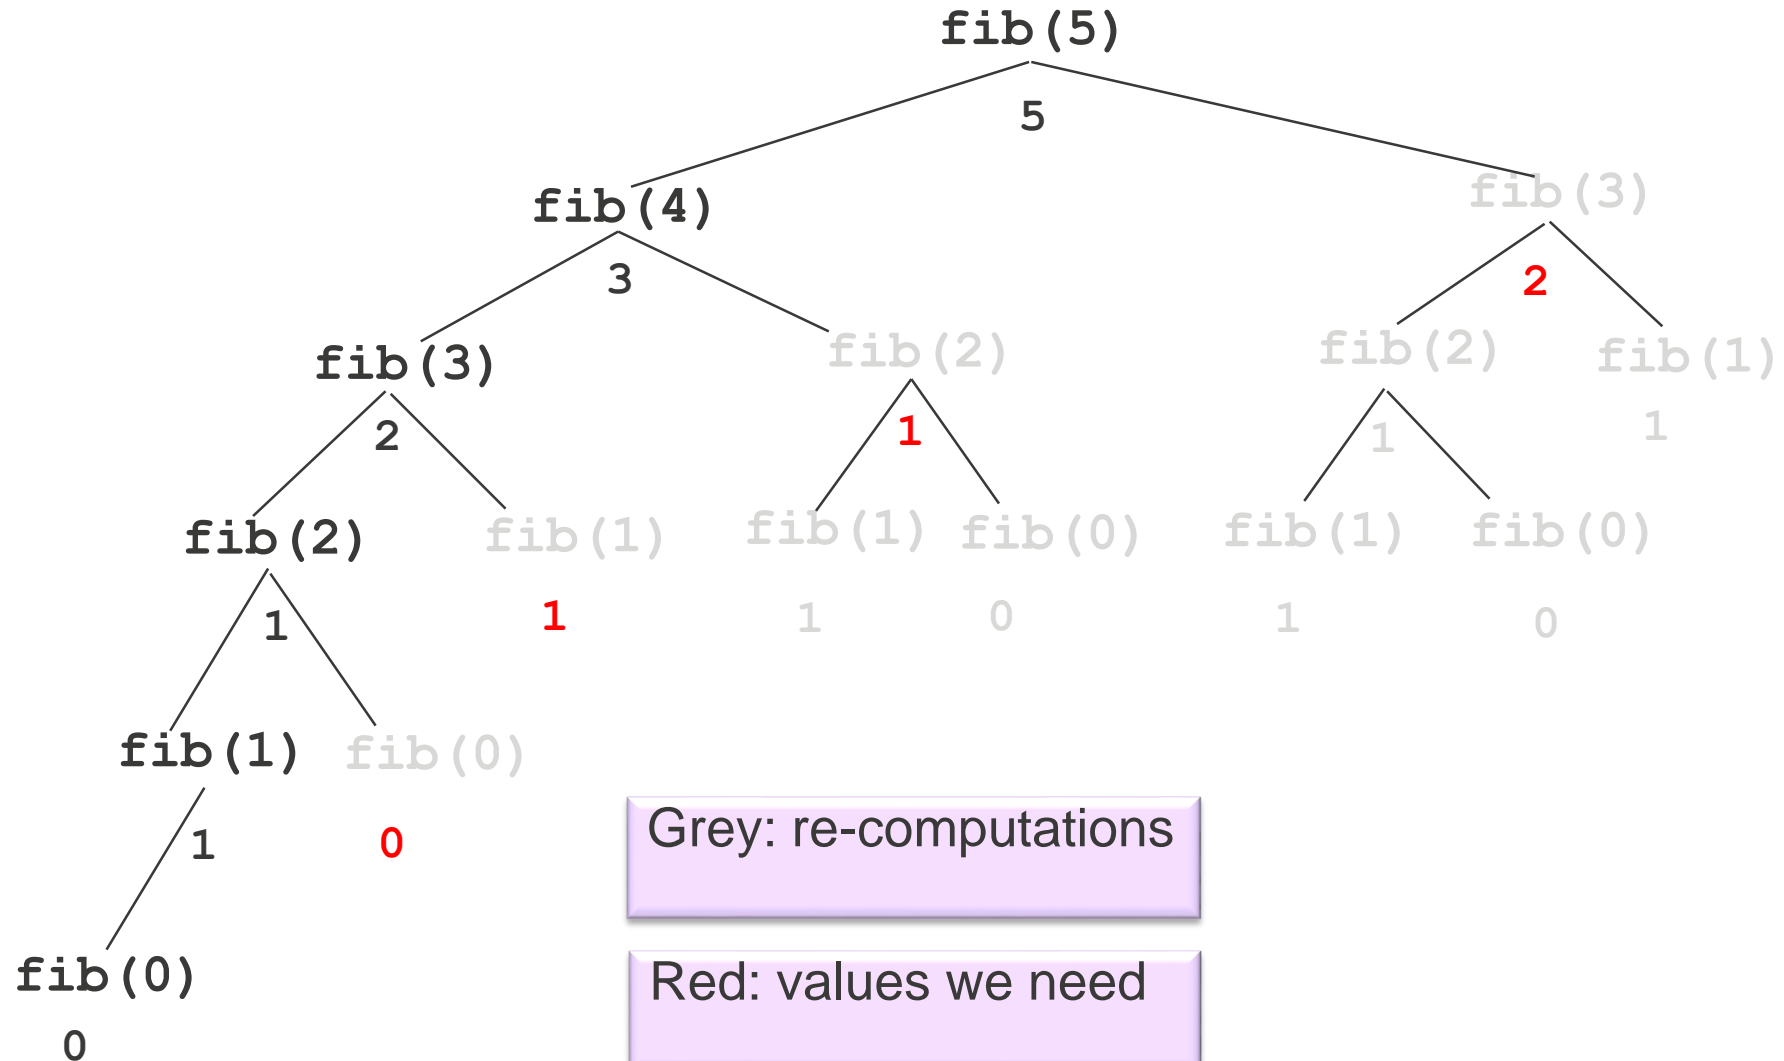 fib(5)
5
fib(4)
fib(3)
3
2
fib(3)
fib(2)
fib(2)
fib(1)
2
1
1
1
fib(2)
fib(1)
fib(1)
fib(0)
fib(1)
fib(0)
1
1
1
0
1
0
fib(1)
fib(0)
1
0
Grey: re-computations
fib(0)
Red: values we need
0